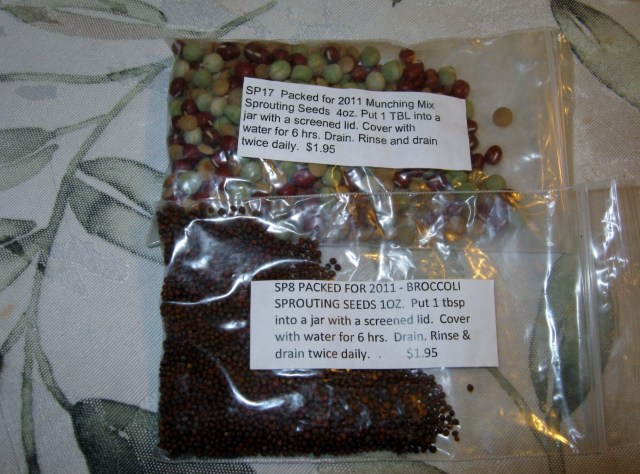 SP17 Packed for 2011 Munching Mix
Sprouting Seeds 4oz. Put 1 TBL into a
jar with a screened lid. Cover with
water for 6 hrs. Drain. Rinse and drain
twice daily. $1.95
SP8 PACKED FOR 2011 - BROCCOLI
SPROUTING SEEDS 1OZ. Put 1 tbsp
into a jar with a screened lid. Cover
with water for 6 hrs. Drain. Rinse &
drain twice daily. . $1.95